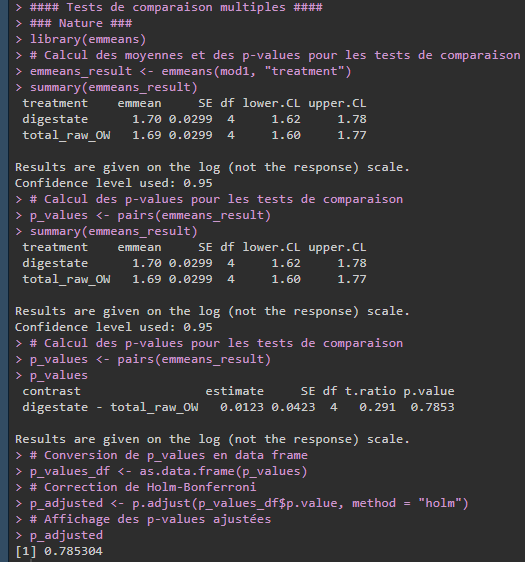 > #### Tests de comparaison multiples ####
> ### Nature ###
> library(emmeans)
> # Calcul des moyennes et des p-values pour les tests de comparaison
> emmeans_result <- emmeans(mod1, "treatment")
> summary(emmeans_result)
 treatment    emmean     SE df lower.CL upper.CL
 digestate      1.70 0.0299  4     1.62     1.78
 total_raw_OW   1.69 0.0299  4     1.60     1.77

Results are given on the log (not the response) scale.
Confidence level used: 0.95
> # Calcul des p-values pour les tests de comparaison
> p_values <- pairs(emmeans_result)
> summary(emmeans_result)
 treatment    emmean     SE df lower.CL upper.CL
 digestate      1.70 0.0299  4     1.62     1.78
 total_raw_OW   1.69 0.0299  4     1.60     1.77

Results are given on the log (not the response) scale.
Confidence level used: 0.95
> # Calcul des p-values pour les tests de comparaison
> p_values <- pairs(emmeans_result)
> p_values
 contrast                 estimate     SE df t.ratio p.value
 digestate - total_raw_OW   0.0123 0.0423  4   0.291  0.7853

Results are given on the log (not the response) scale.
> # Conversion de p_values en data frame
> p_values_df <- as.data.frame(p_values)
> # Correction de Holm-Bonferroni
> p_adjusted <- p.adjust(p_values_df$p.value, method = "holm")
> # Affichage des p-values ajustées
> p_adjusted
[1] 0.785304